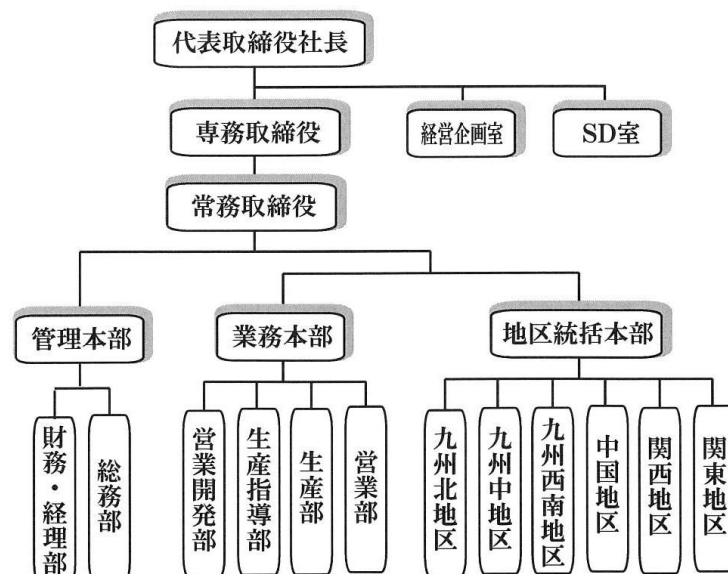 代表取締役社長
専務取締役
経営企画室
SD室
常務取締役
管理本部
業務本部
地区統括本部
財務・経理部
総務部
営業開発部
生産指導部
生産部
営業部
九州北地区
九州中地区
九州西南地区
中国地区
関西地区
関東地区